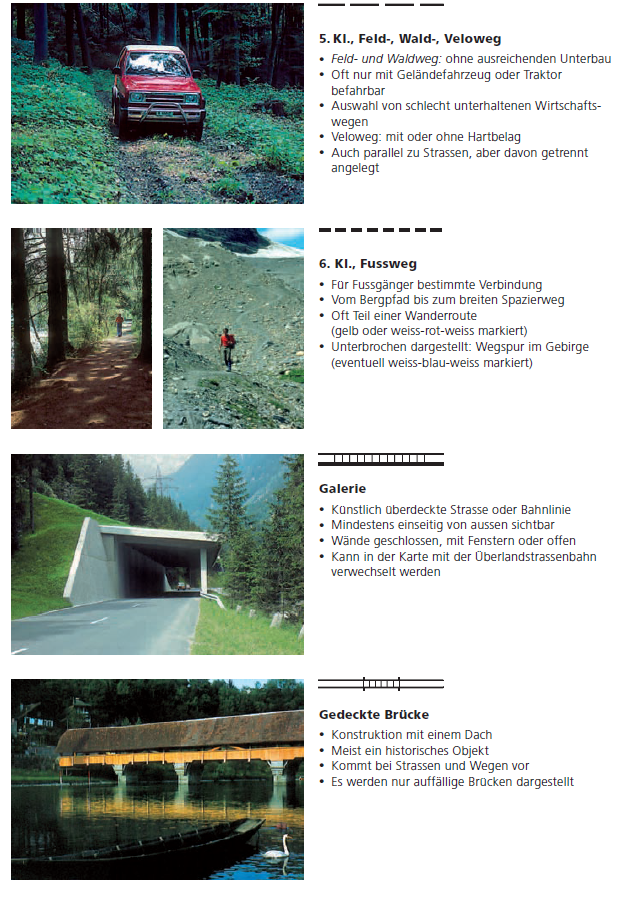 5. Kl., Feld-, Wald-, Veloweg
• Feld- und Waldweg: ohne ausreichenden Unterbau
• Oft nur mit Geländefahrzeug oder Traktor
befahrbar
• Auswahl von schlecht unterhaltenen Wirtschafts-
wegen
• Veloweg: mit oder ohne Hartbelag
• Auch parallel zu Strassen, aber davon getrennt
angelegt
6. Kl., Fussweg
• Für Fussgänger bestimmte Verbindung
• Vom Bergpfad bis zum breiten Spazierweg
• Oft Teil einer Wanderroute
(gelb oder weiss-rot-weiss markiert)
• Unterbrochen dargestellt: Wegspur im Gebirge
(eventuell weiss-blau-weiss markiert)
Galerie
• Künstlich überdeckte Strasse oder Bahnlinie
• Mindestens einseitig von aussen sichtbar
• Wände geschlossen, mit Fenstern oder offen
• Kann in der Karte mit der Überlandstrassenbahn
verwechselt werden
Gedeckte Brücke
• Konstruktion mit einem Dach
• Meist ein historisches Objekt
• Kommt bei Strassen und Wegen vor
• Es werden nur auffällige Brücken dargestellt